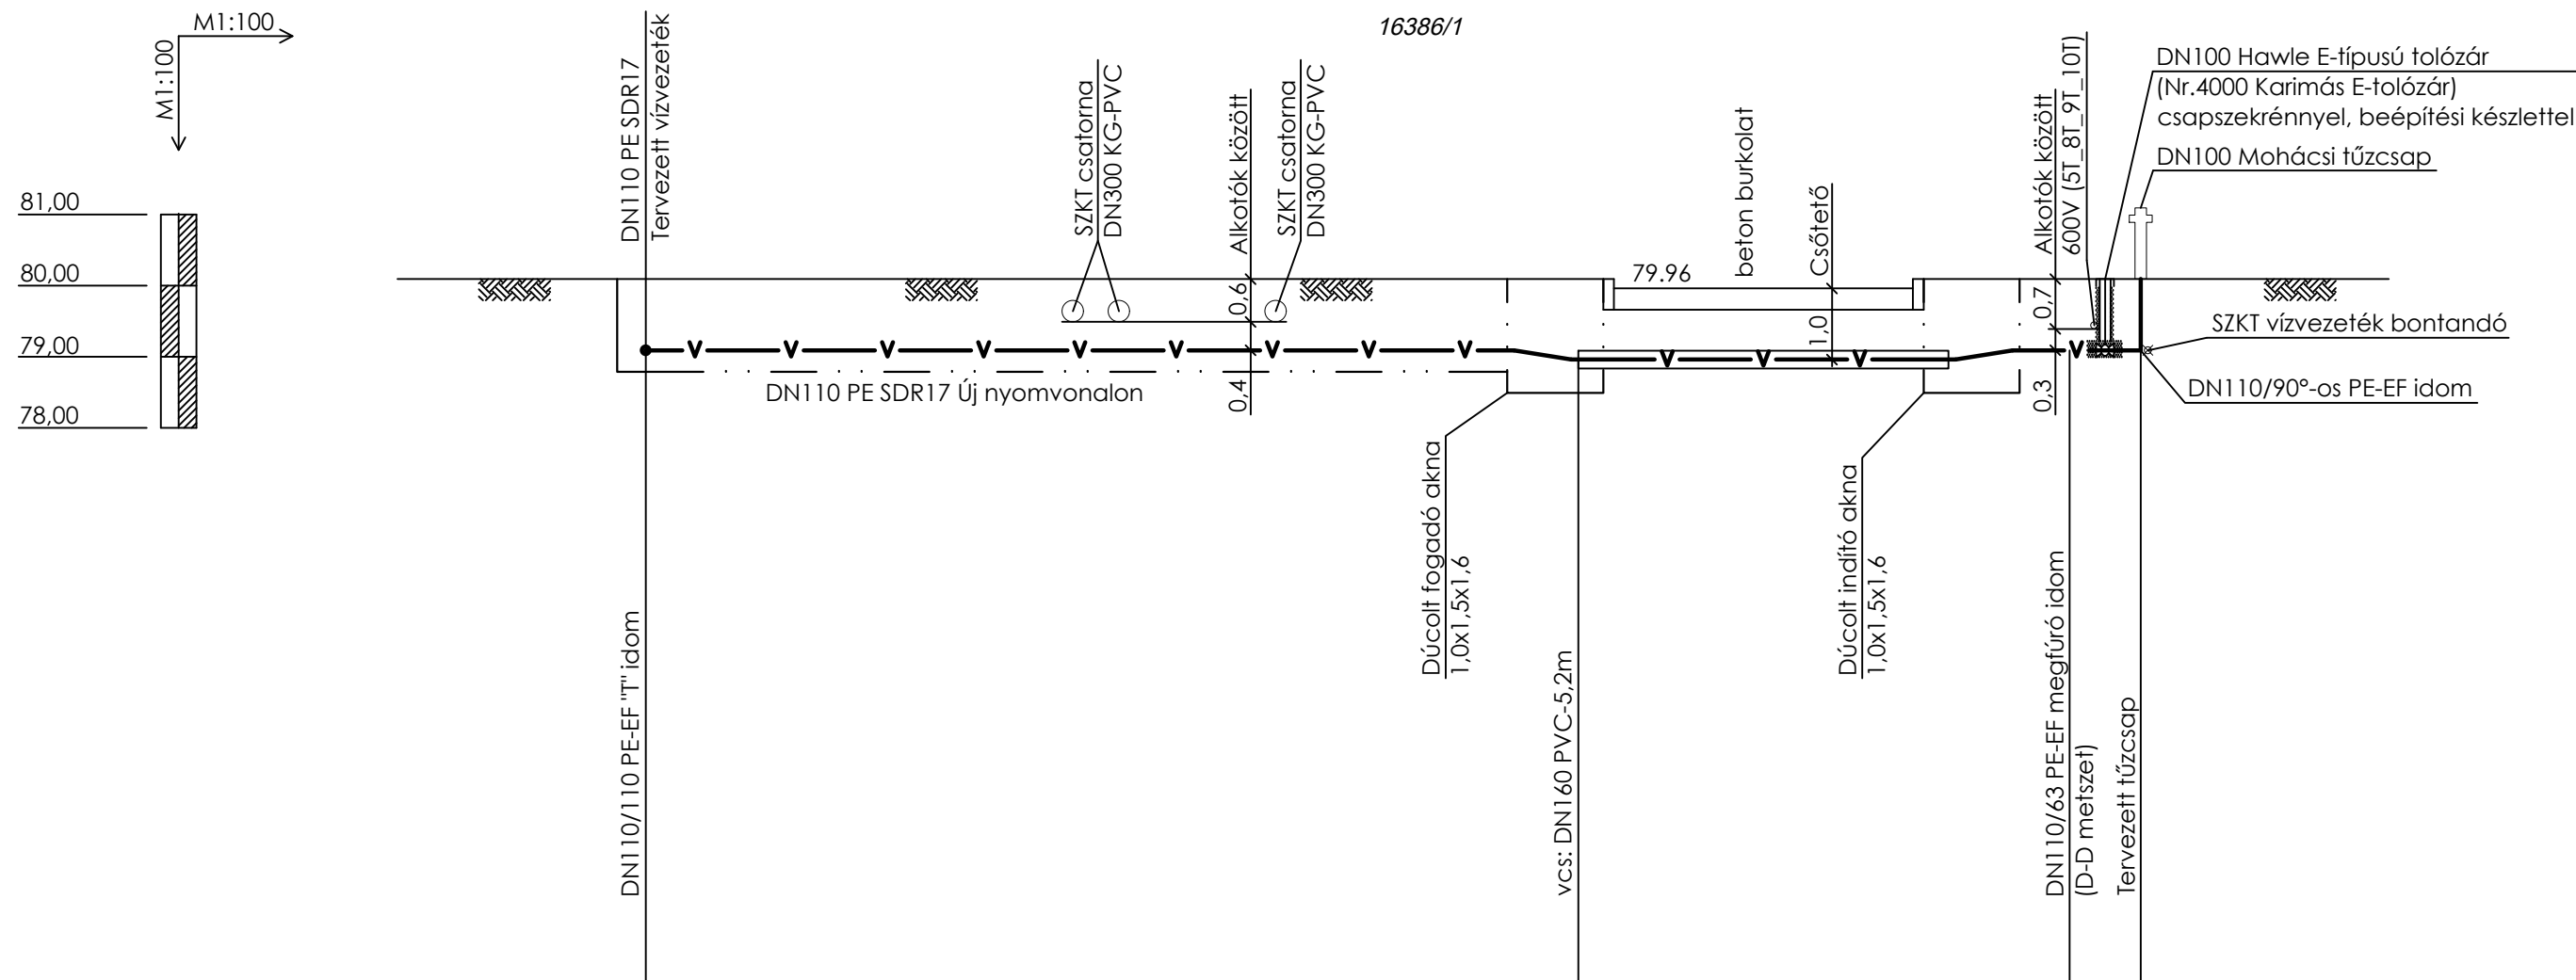 M1:100
M1:100
81,00
80,00
79,00
78,00
DN110 PE SDR17
Tervezett vízvezeték
SZKT csatorna
DN300 KG-PVC
Alkotók között
SZKT csatorna
DN300 KG-PVC
16386/1
beton burkolat
Csőtető
Alkotók között
600V (5T_8T_9T_10T)
DN100 Hawle E-típusú tolózár
(Nr.4000 Karimás E-tolózár)
csapszekrénnyel, beépítési készlettel
DN100 Mohácsi tűzcsap
79.96
0,6
1,0
0,7
SZKT vízvezeték bontandó
DN110/90°-os PE-EF idom
DN110 PE SDR17 Új nyomvonalon
0,4
0,3
Dúcolt fogadó akna
1,0x1,5x1,6
Dúcolt indító akna
1,0x1,5x1,6
DN110/110 PE-EF "T" idom
vcs: DN160 PVC-5,2m
DN110/63 PE-EF megfúró idom
(D-D metszet)
Tervezett tűzcsap
V V V V V V V V V V V V V